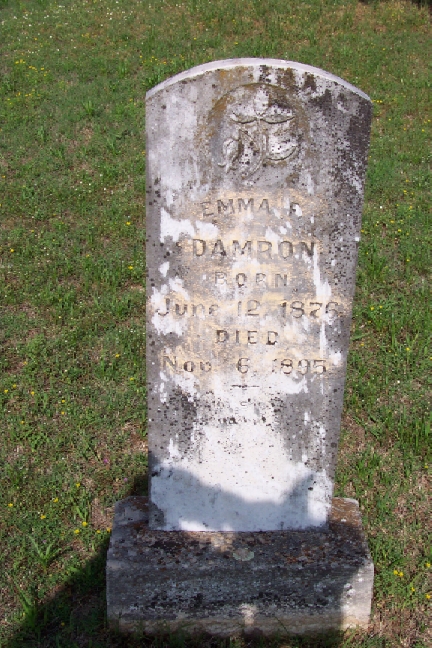 EMMA F.
DAMRON
BORN
June 12, 1876
DIED
Nov. 6, 1895